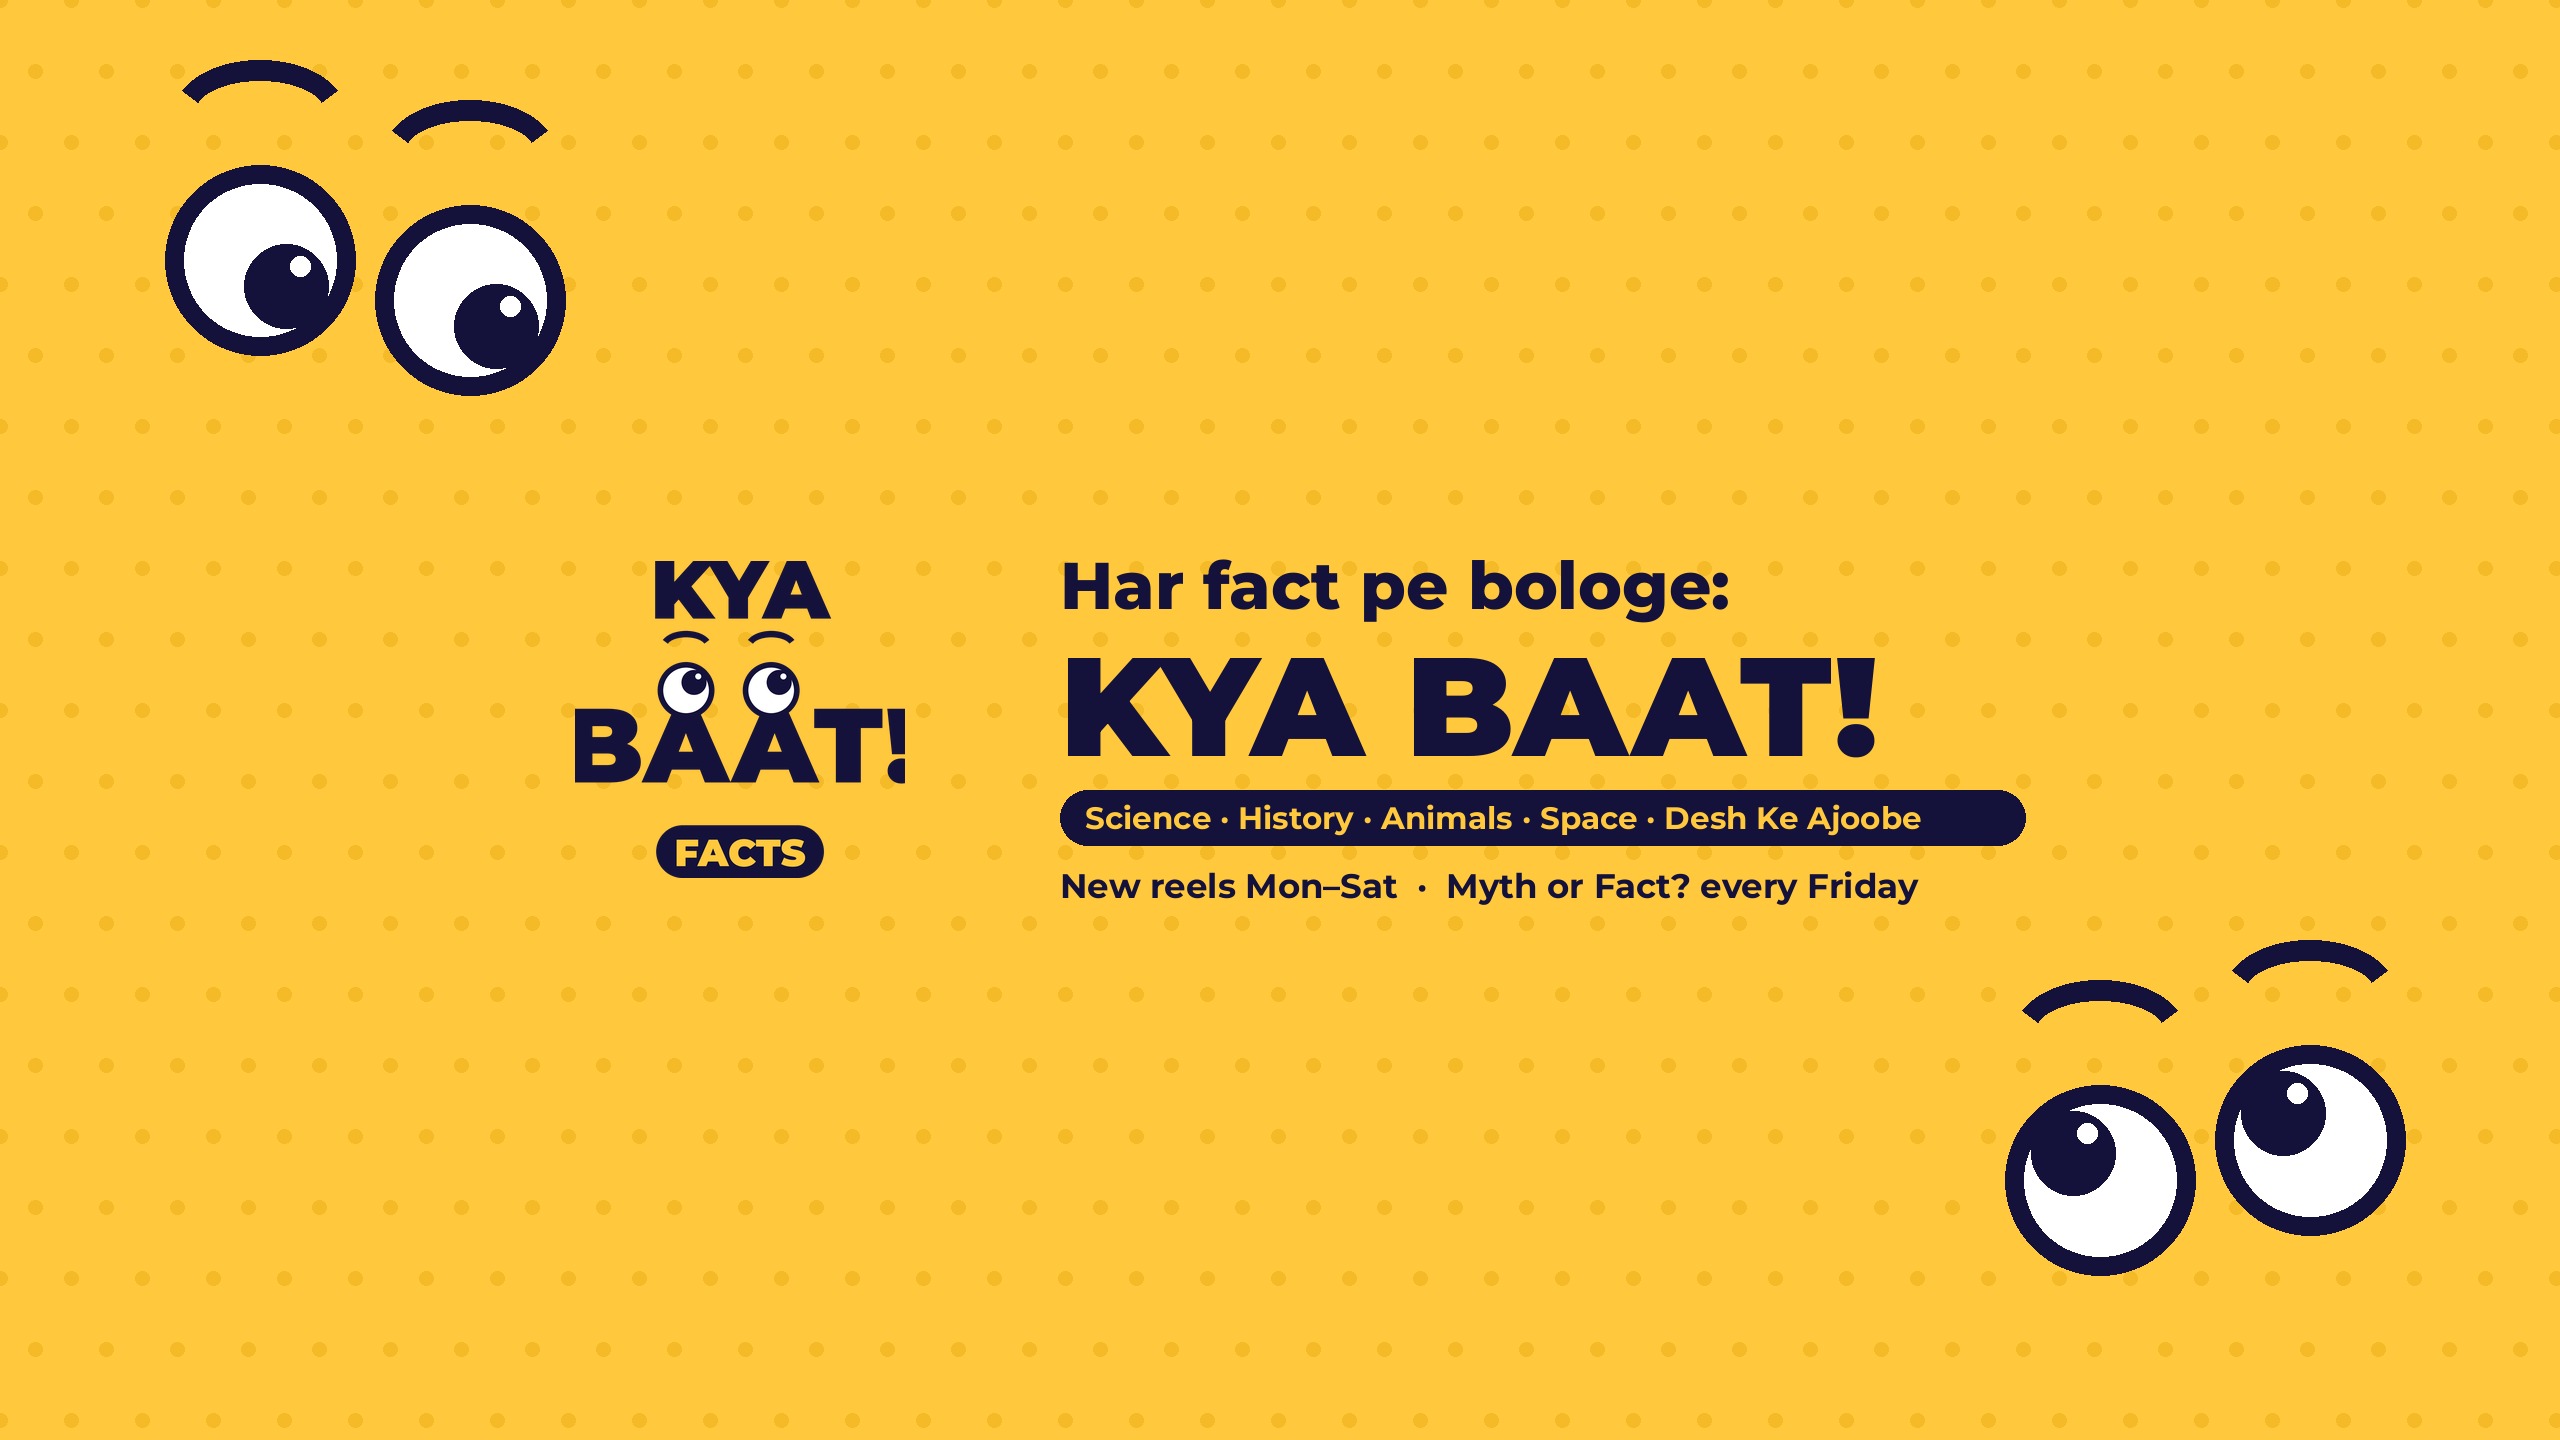 KYA
BAAT!
FACTS
Har fact pe bologe:
KYA BAAT!
Science · History · Animals · Space · Desh Ke Ajoobe
New reels Mon–Sat · Myth or Fact? every Friday